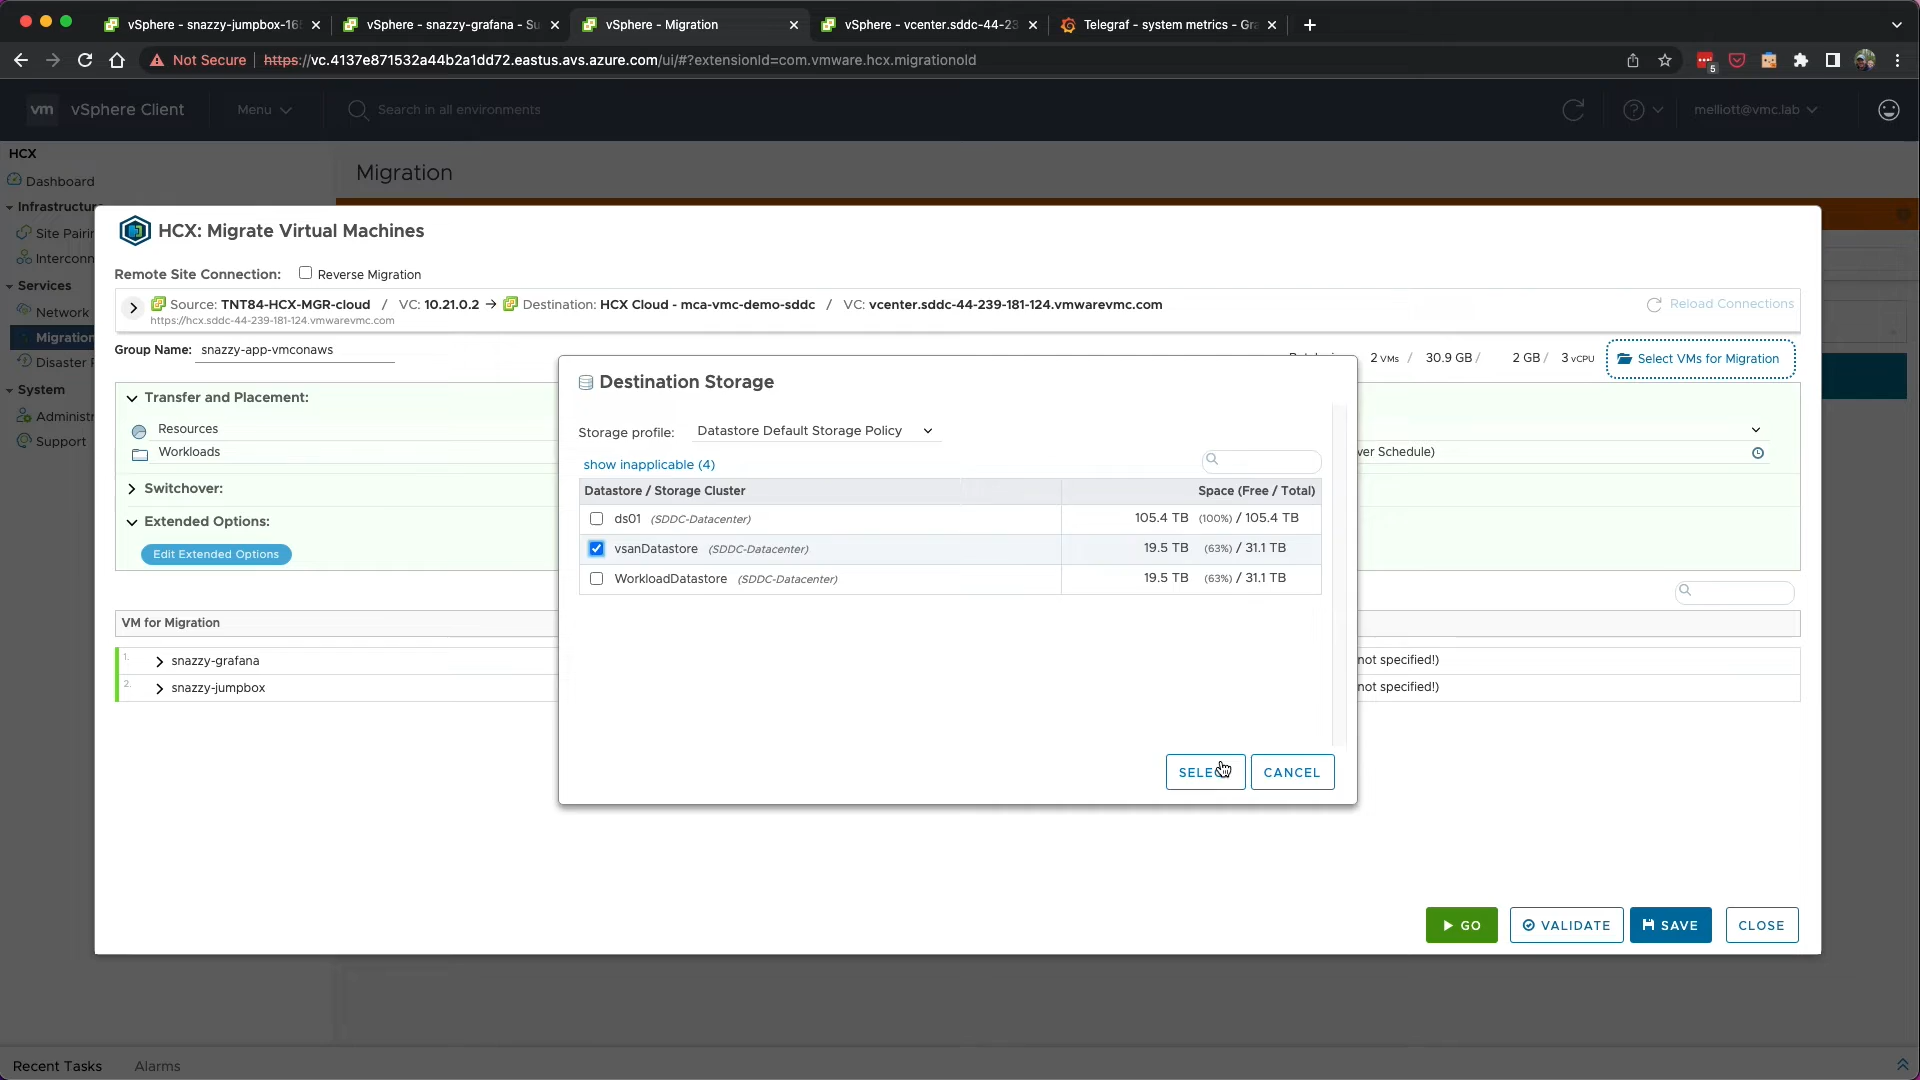 vSphere - snazzy-jumpbox-16
vSphere - snazzy-grafana - Su
vSphere - Migration
vSphere - vcenter.sddc-44-23
Telegraf - system metrics - Gra
Not Secure
https://vc.4137e871532a44b2a1dd72.eastus.avs.azure.com/ui/#?extensionId=com.vmware.hcx.migrationold
5
vm vSphere Client
Menu
Search in all environments
melliott@vmc.lab
HCX
Dashboard
Migration
Infrastructure
Site Pairi
Interconn
Services
Network
Migration
Disaster
System
Administr
Support
HCX: Migrate Virtual Machines
Remote Site Connection:
Reverse Migration
Source: TNT84-HCX-MGR-cloud / VC: 10.21.0.2 → Destination: HCX Cloud - mca-vmc-demo-sddc / VC: vcenter.sddc-44-239-181-124.vmwarevmc.com
https://hcx.sddc-44-239-181-124.vmwarevmc.com
Reload Connections
Group Name: snazzy-app-vmconaws
2 VMs / 30.9 GB / 2 GB / 3 vCPU
Select VMs for Migration
Transfer and Placement:
Resources
Workloads
ver Schedule)
Switchover:
Extended Options:
Edit Extended Options
VM for Migration
1. snazzy-grafana
not specified!)
2. snazzy-jumpbox
not specified!)
Destination Storage
Storage profile: Datastore Default Storage Policy
show inapplicable (4)
Datastore / Storage Cluster Space (Free / Total)
ds01 (SDDC-Datacenter) 105.4 TB (100%) / 105.4 TB
vsanDatastore (SDDC-Datacenter) 19.5 TB (63%) / 31.1 TB
WorkloadDatastore (SDDC-Datacenter) 19.5 TB (63%) / 31.1 TB
SELE
CANCEL
GO
VALIDATE
SAVE
CLOSE
Recent Tasks
Alarms